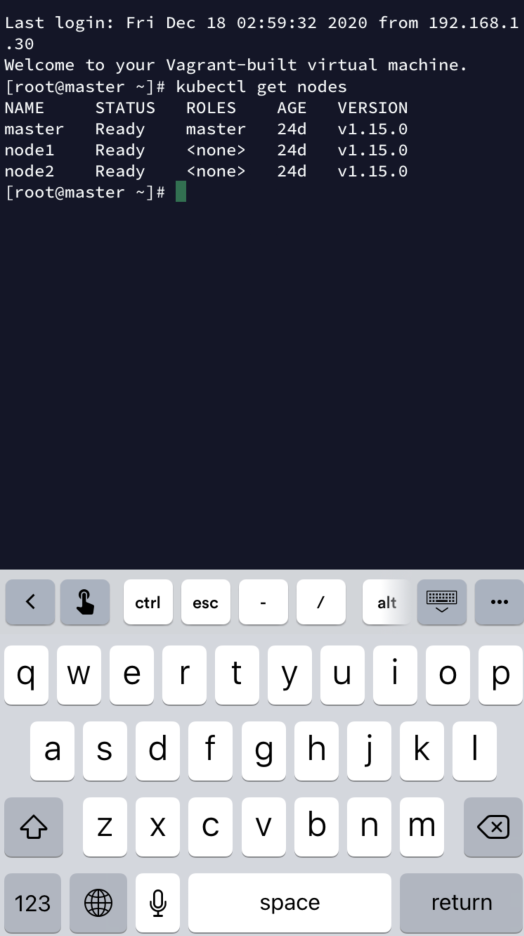 Last login: Fri Dec 18 02:59:32 2020 from 192.168.1
.30
Welcome to your Vagrant-built virtual machine.
[root@master ~]# kubectl get nodes
NAME STATUS ROLES AGE VERSION
master Ready master 24d v1.15.0
node1 Ready <none> 24d v1.15.0
node2 Ready <none> 24d v1.15.0
[root@master ~]#
ctrl esc - / alt
q w e r t y u i o p
a s d f g h j k l
z x c v b n m
123 space return